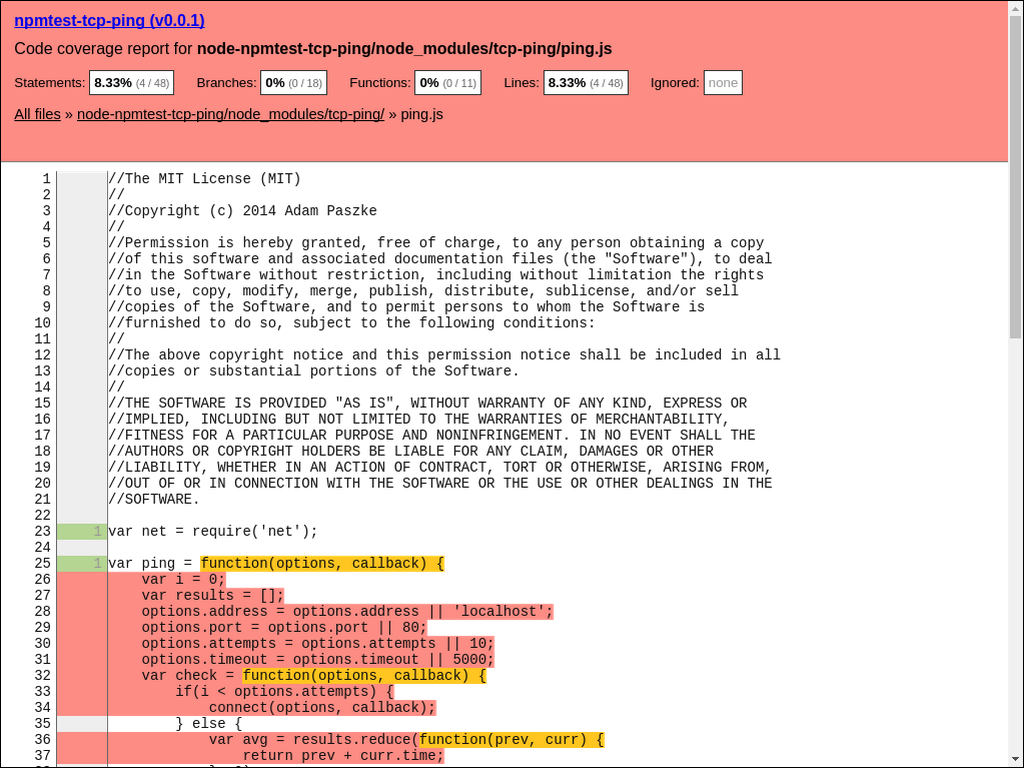 npmtest-tcp-ping (v0.0.1)
Code coverage report for node-npmtest-tcp-ping/node_modules/tcp-ping/ping.js
Statements: 8.33% (4 / 48) Branches: 0% (0 / 18) Functions: 0% (0 / 11) Lines: 8.33% (4 / 48) Ignored: none
All files » node-npmtest-tcp-ping/node_modules/tcp-ping/ » ping.js
1 //The MIT License (MIT)
2 //
3 //Copyright (c) 2014 Adam Paszke
4 //
5 //Permission is hereby granted, free of charge, to any person obtaining a copy
6 //of this software and associated documentation files (the "Software"), to deal
7 //in the Software without restriction, including without limitation the rights
8 //to use, copy, modify, merge, publish, distribute, sublicense, and/or sell
9 //copies of the Software, and to permit persons to whom the Software is
10 //furnished to do so, subject to the following conditions:
11 //
12 //The above copyright notice and this permission notice shall be included in all
13 //copies or substantial portions of the Software.
14 //
15 //THE SOFTWARE IS PROVIDED "AS IS", WITHOUT WARRANTY OF ANY KIND, EXPRESS OR
16 //IMPLIED, INCLUDING BUT NOT LIMITED TO THE WARRANTIES OF MERCHANTABILITY,
17 //FITNESS FOR A PARTICULAR PURPOSE AND NONINFRINGEMENT. IN NO EVENT SHALL THE
18 //AUTHORS OR COPYRIGHT HOLDERS BE LIABLE FOR ANY CLAIM, DAMAGES OR OTHER
19 //LIABILITY, WHETHER IN AN ACTION OF CONTRACT, TORT OR OTHERWISE, ARISING FROM,
20 //OUT OF OR IN CONNECTION WITH THE SOFTWARE OR THE USE OR OTHER DEALINGS IN THE
21 //SOFTWARE.
22
23 1 var net = require('net');
24
25 1 var ping = function(options, callback) {
26 var i = 0;
27 var results = [];
28 options.address = options.address || 'localhost';
29 options.port = options.port || 80;
30 options.attempts = options.attempts || 10;
31 options.timeout = options.timeout || 5000;
32 var check = function(options, callback) {
33 if(i < options.attempts) {
34 connect(options, callback);
35 } else {
36 var avg = results.reduce(function(prev, curr) {
37 return prev + curr.time;